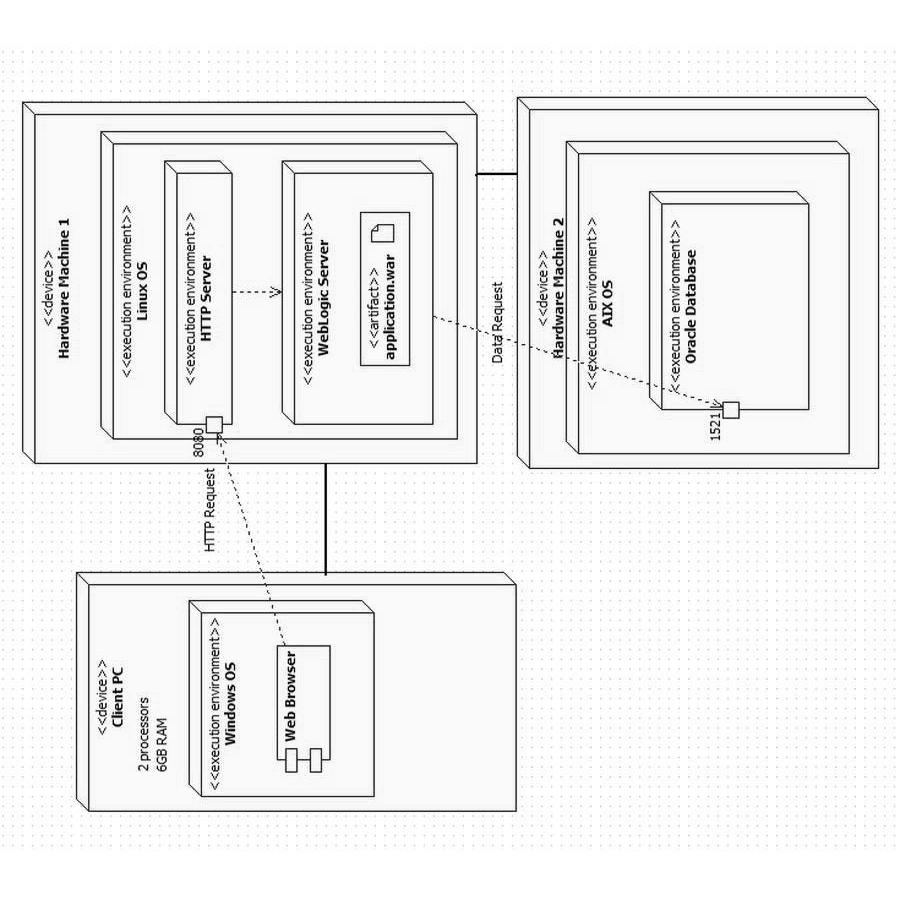 <<device>>
Client PC
2 processors
6GB RAM
<<execution environment>>
Windows OS
Web Browser
HTTP Request
<<device>>
Hardware Machine 1
<<execution environment>>
Linux OS
<<execution environment>>
HTTP Server
8080
<<execution environment>>
WebLogic Server
<<artifact>>
application.war
Data Request
<<device>>
Hardware Machine 2
<<execution environment>>
AIX OS
<<execution environment>>
Oracle Database
1521